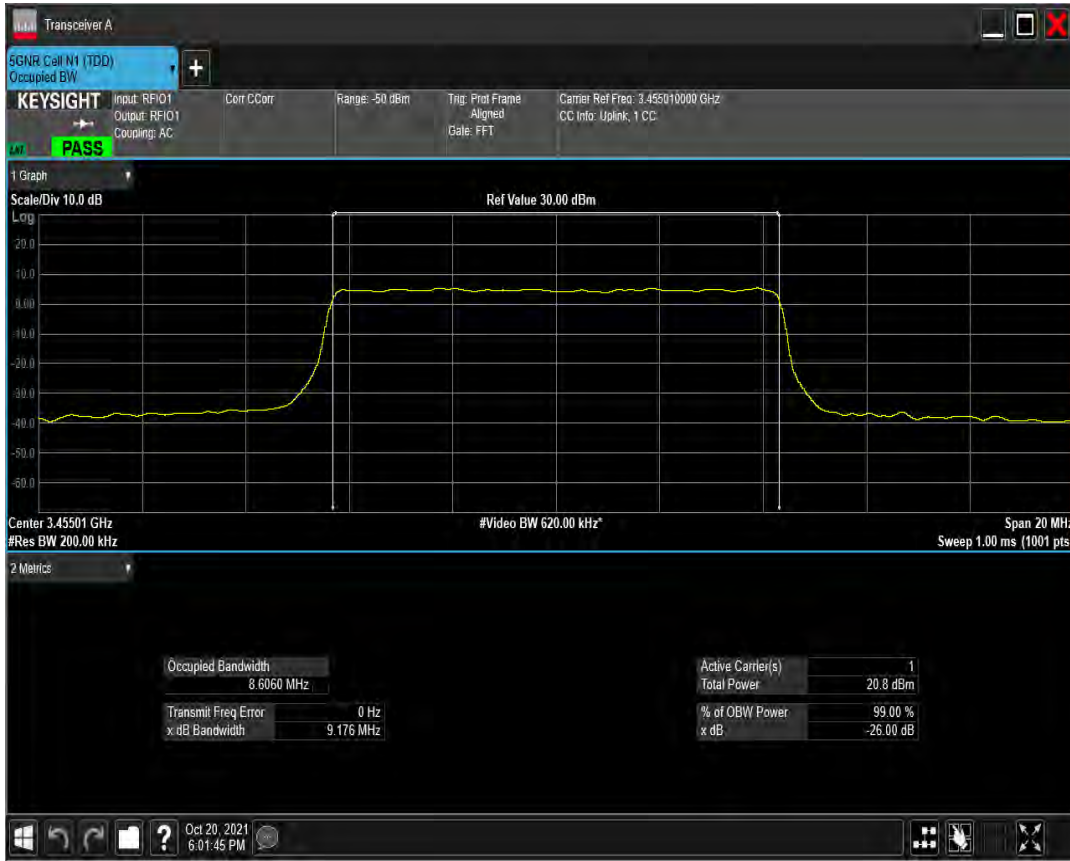 Transceiver A
5GNR Cell N1 (TDD)
Occupied BW
+
KEYSIGHT
PASS
Input: RFIO1
Output: RFIO1
Coupling: AC
Corr CCorr
Range: -50 dBm
Trig: Prot Frame
Aligned
Gate: FFT
Carrier Ref Freq: 3.455010000 GHz
CC Info: Uplink, 1 CC
1 Graph
Scale/Div 10.0 dB
Ref Value 30.00 dBm
Log
20.0
10.0
0.00
-10.0
-20.0
-30.0
-40.0
-50.0
-60.0
Center 3.45501 GHz
#Video BW 620.00 kHz*
Span 20 MHz
#Res BW 200.00 kHz
Sweep 1.00 ms (1001 pts
2 Metrics
Occupied Bandwidth
8.6060 MHz
Transmit Freq Error 0 Hz
x dB Bandwidth 9.176 MHz
Active Carrier(s) 1
Total Power 20.8 dBm
% of OBW Power 99.00 %
x dB -26.00 dB
?
Oct 20, 2021
6:01:45 PM